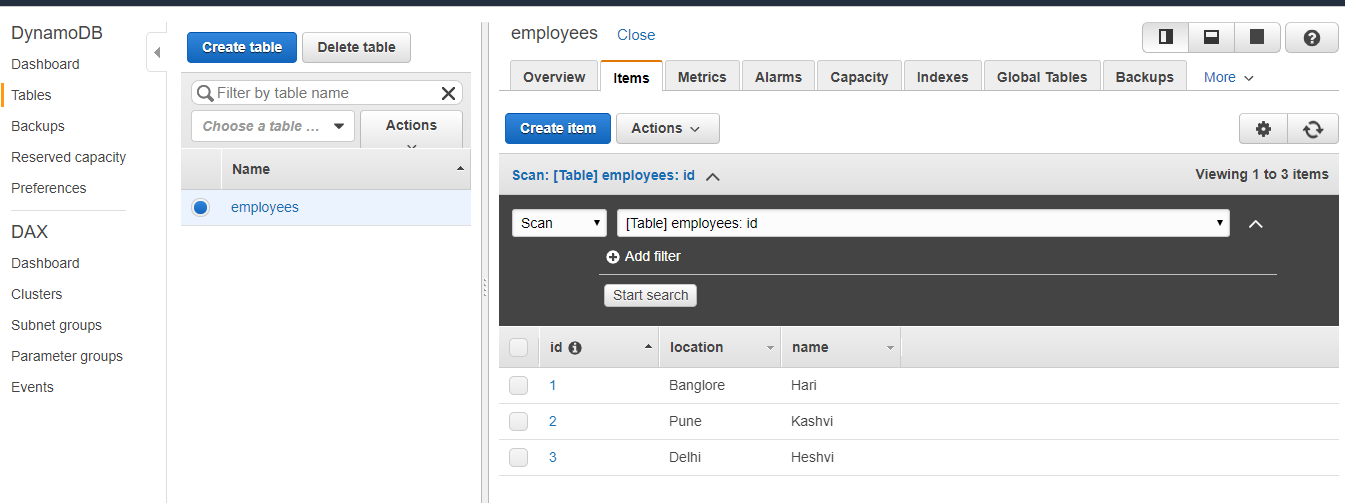 DynamoDB
Dashboard
Tables
Backups
Reserved capacity
Preferences
DAX
Dashboard
Clusters
Subnet groups
Parameter groups
Events
Create table Delete table
Filter by table name
Choose a table ... Actions
Name
employees
employees Close
Overview Items Metrics Alarms Capacity Indexes Global Tables Backups More
Create item Actions
Scan: [Table] employees: id Viewing 1 to 3 items
Scan [Table] employees: id
Add filter
Start search
id location name
1 Banglore Hari
2 Pune Kashvi
3 Delhi Heshvi